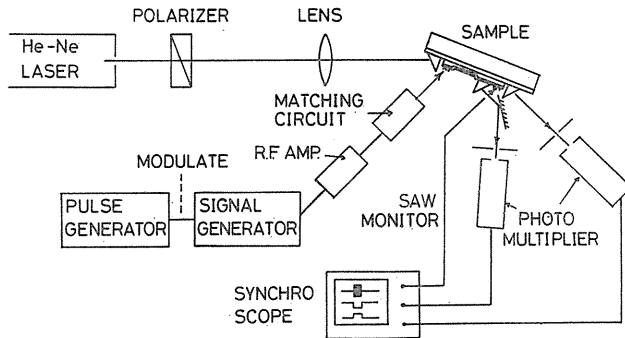 POLARIZER
LENS
SAMPLE
He-Ne
LASER
MATCHING
CIRCUIT
R.F AMP.
MODULATE
PULSE
GENERATOR
SIGNAL
GENERATOR
SAW
MONITOR
PHOTO
MULTIPLIER
SYNCHRO
SCOPE